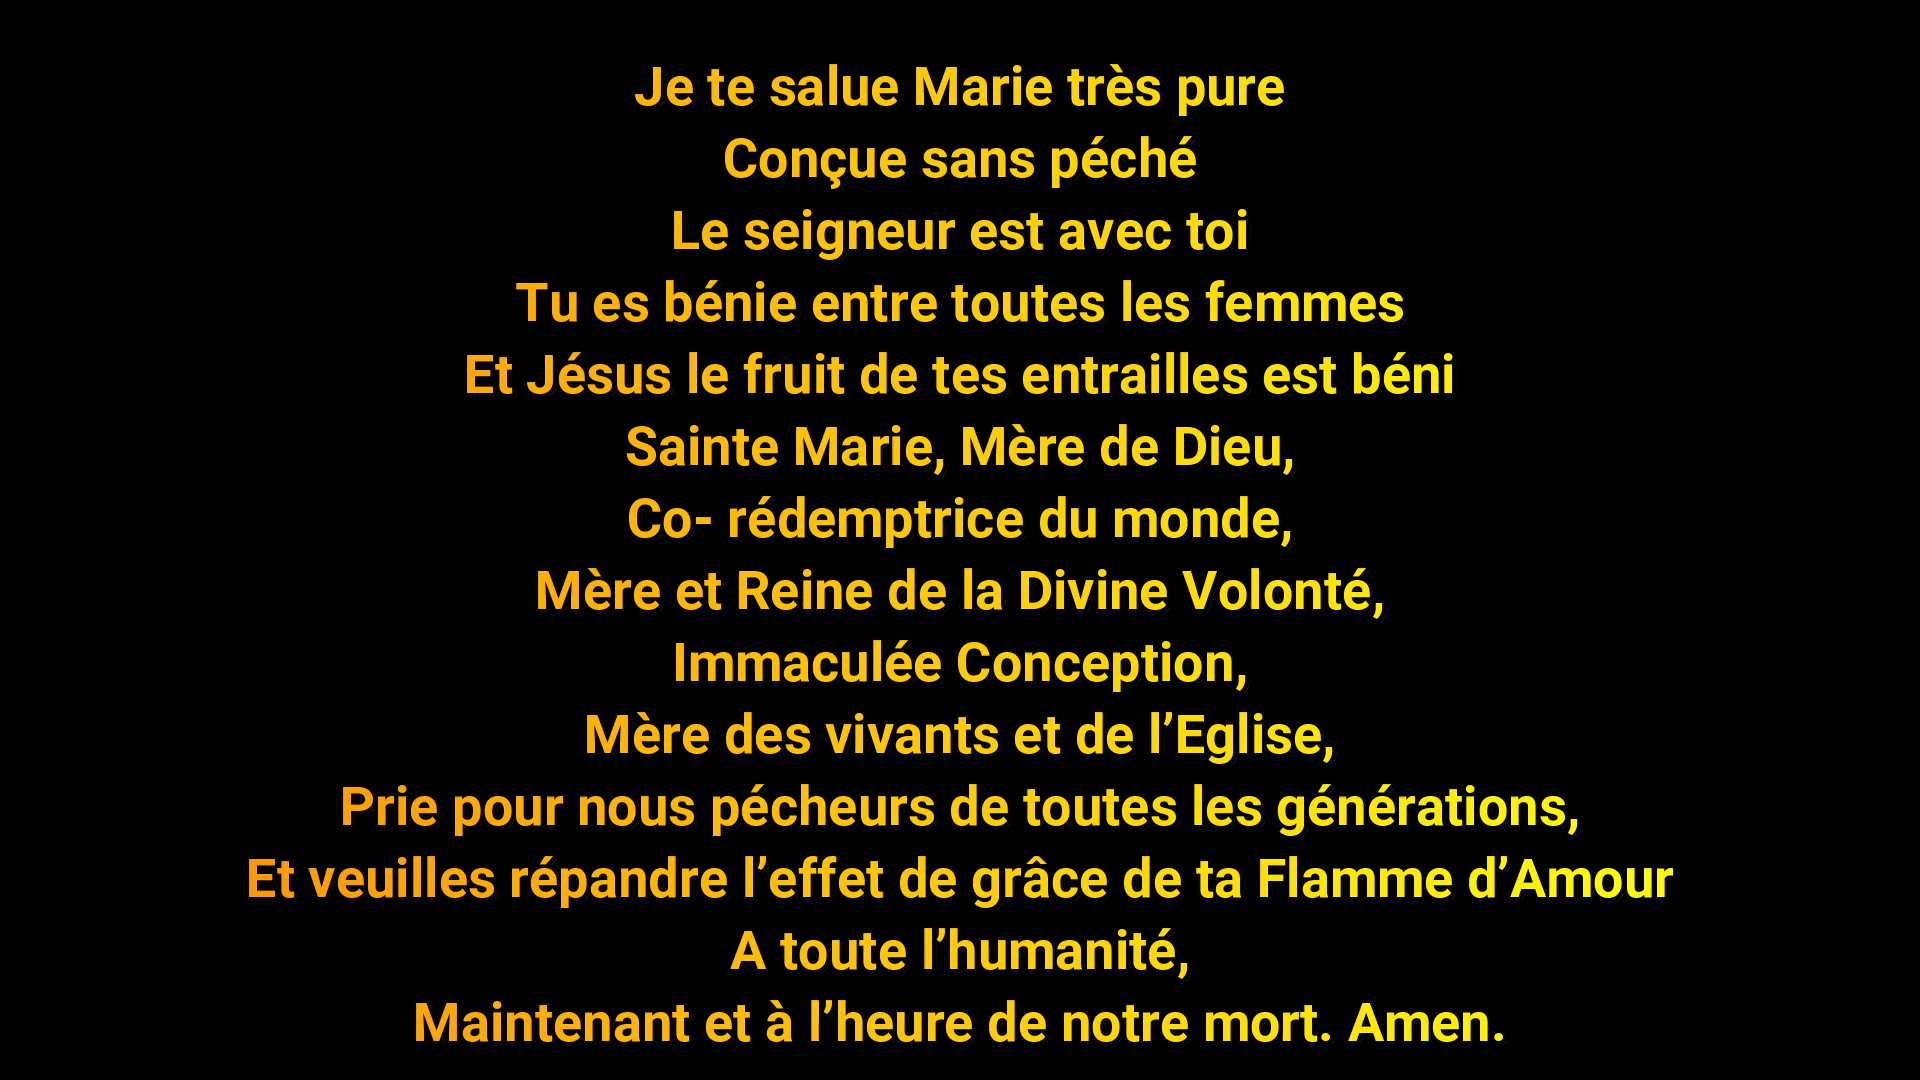 Je te salue Marie très pure
Conçue sans péché
Le seigneur est avec toi
Tu es bénie entre toutes les femmes
Et Jésus le fruit de tes entrailles est béni
Sainte Marie, Mère de Dieu,
Co- rédemptrice du monde,
Mère et Reine de la Divine Volonté,
Immaculée Conception,
Mère des vivants et de l’Eglise,
Prie pour nous pécheurs de toutes les générations,
Et veuilles répandre l’effet de grâce de ta Flamme d’Amour
A toute l’humanité,
Maintenant et à l’heure de notre mort. Amen.